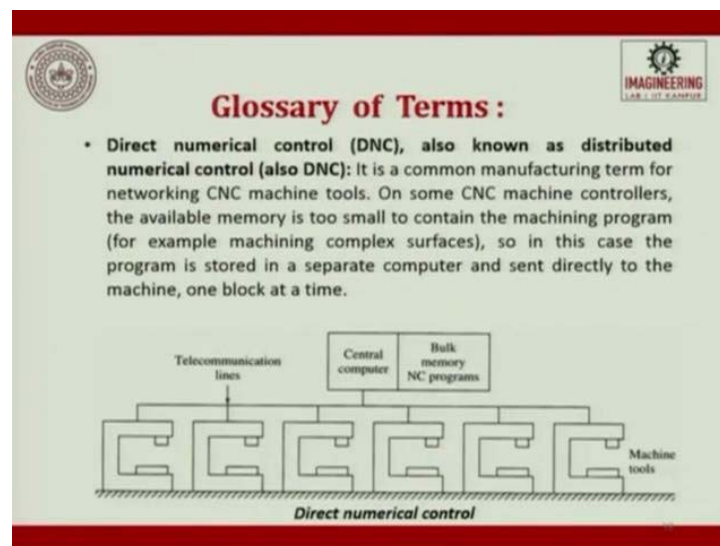 IMAGINEERING
LAB | IIT KANPUR
Glossary of Terms :
• Direct numerical control (DNC), also known as distributed
numerical control (also DNC): It is a common manufacturing term for
networking CNC machine tools. On some CNC machine controllers,
the available memory is too small to contain the machining program
(for example machining complex surfaces), so in this case the
program is stored in a separate computer and sent directly to the
machine, one block at a time.
Telecommunication
lines
Central
computer
Bulk
memory
NC programs
Machine
tools
Direct numerical control